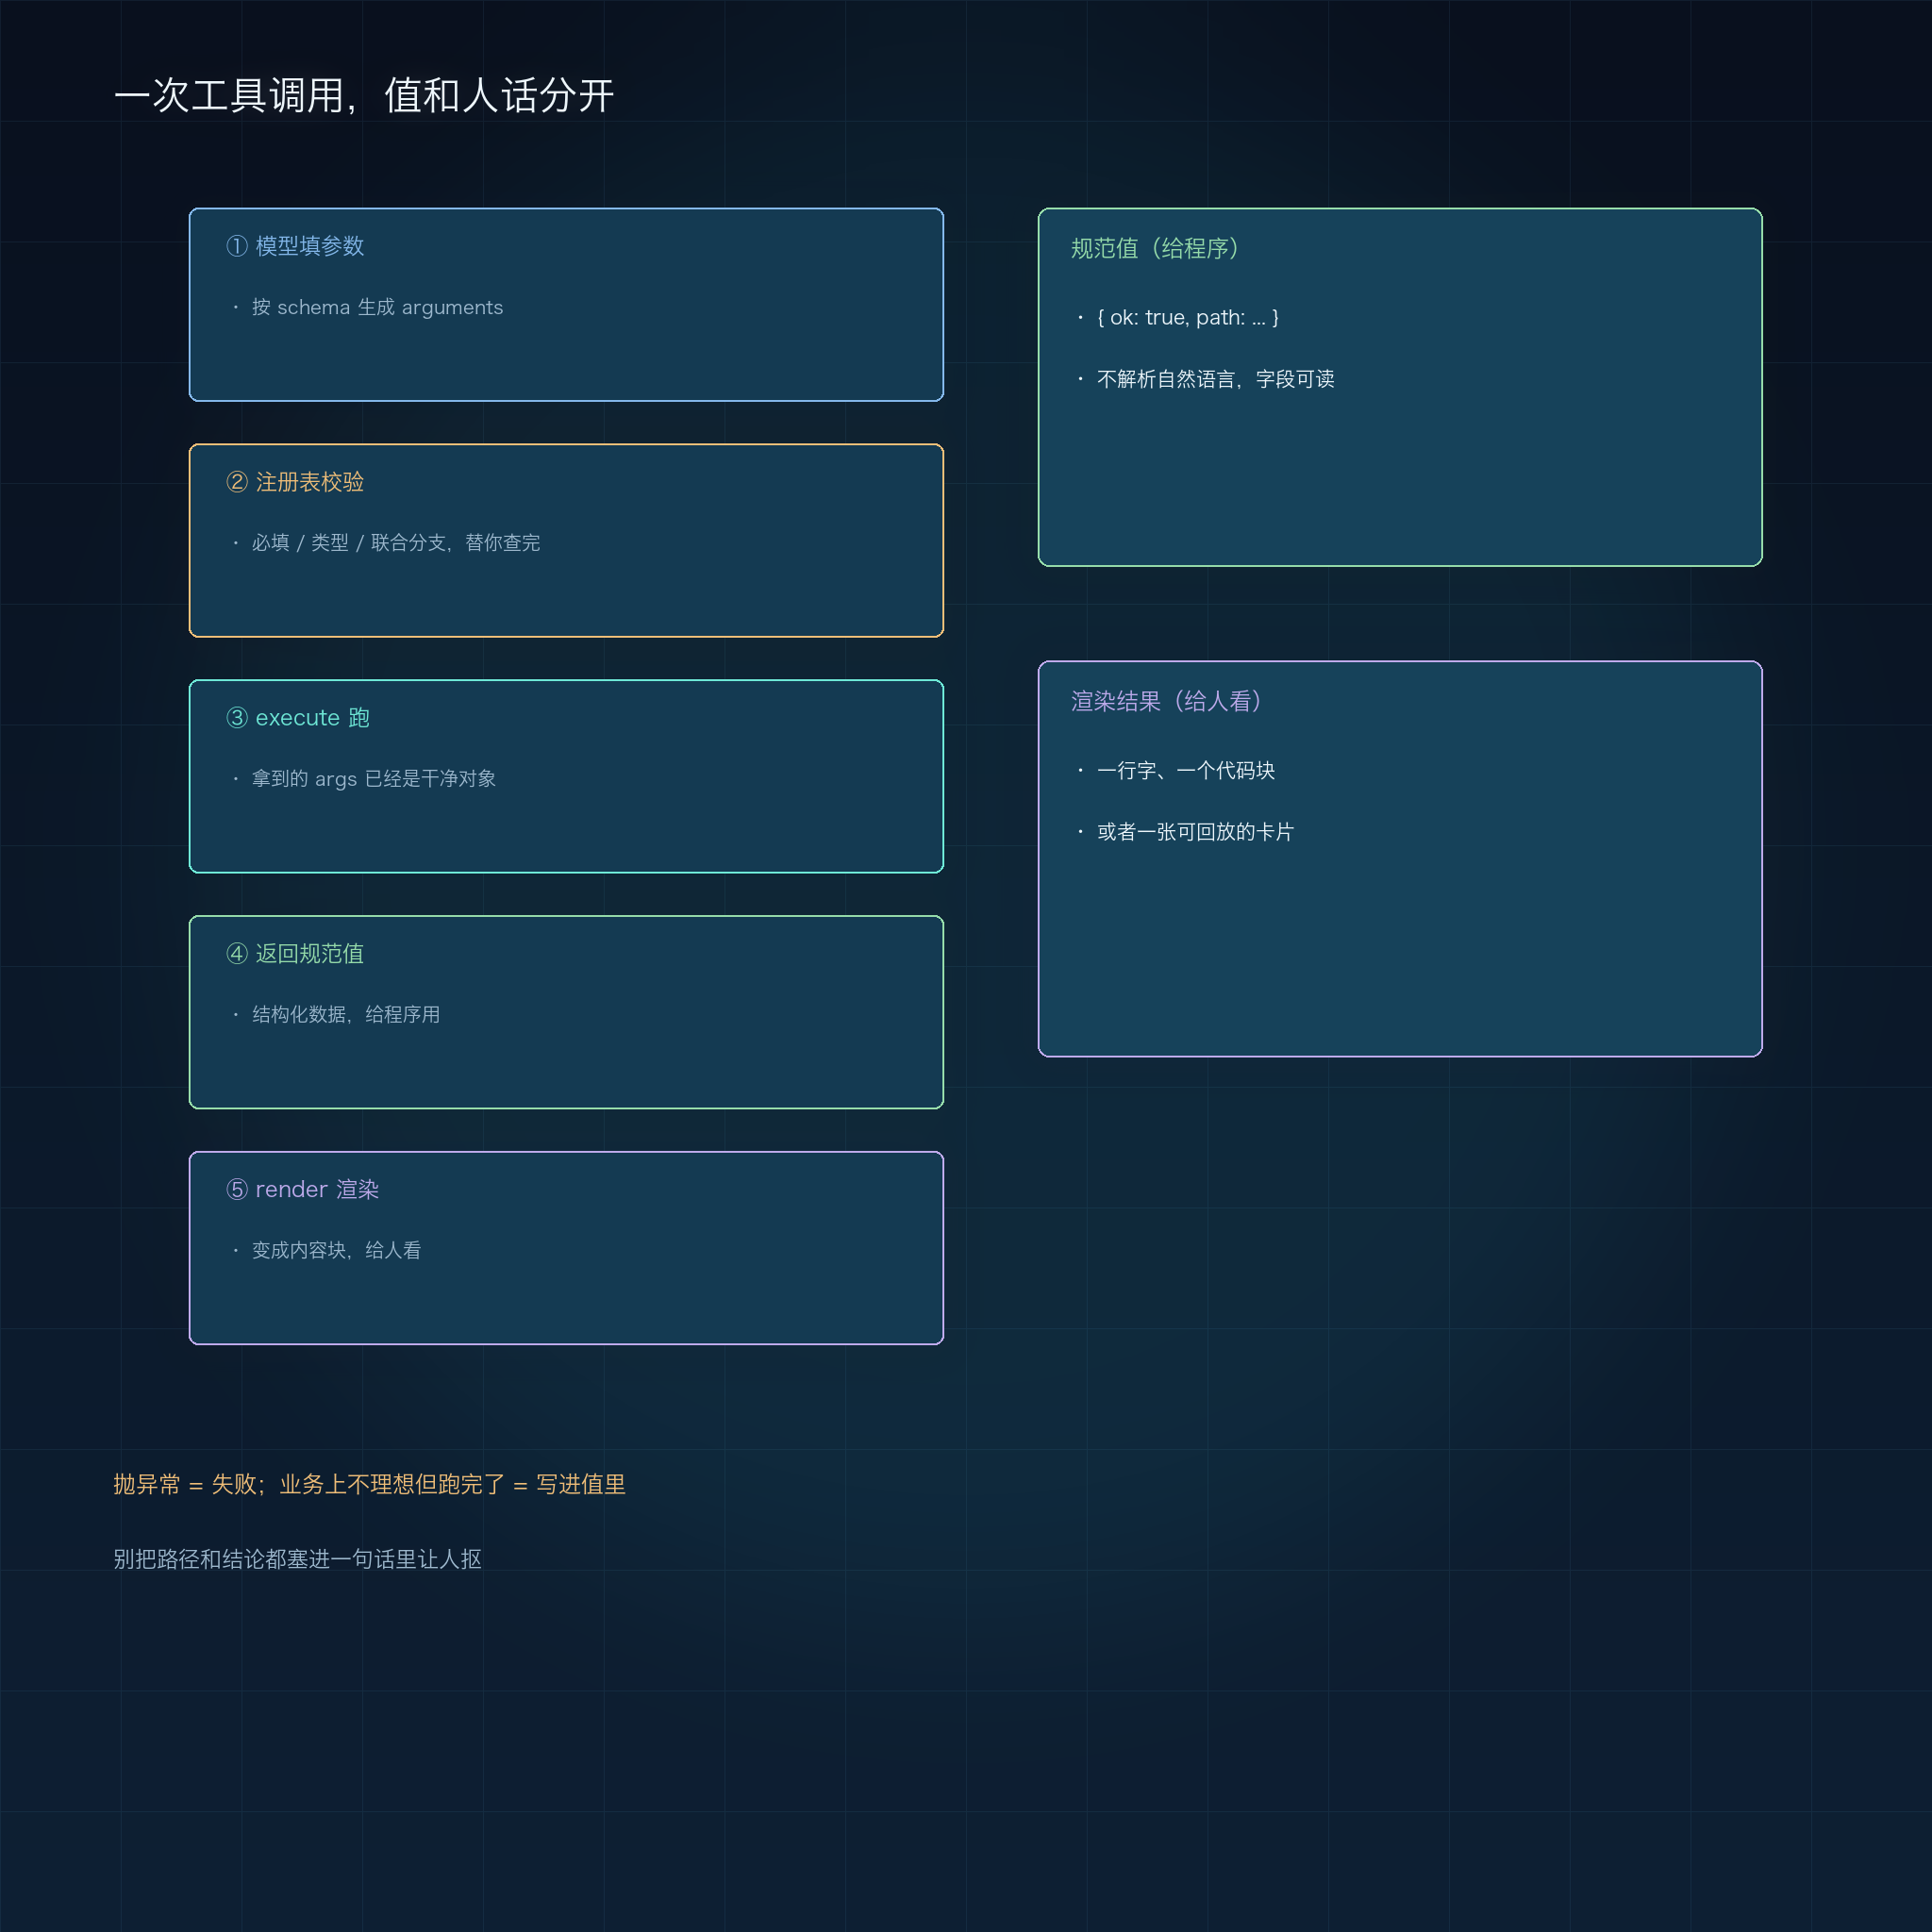 一次工具调用，值和人话分开
① 模型填参数
· 按 schema 生成 arguments
② 注册表校验
· 必填 / 类型 / 联合分支，替你查完
③ execute 跑
· 拿到的 args 已经是干净对象
④ 返回规范值
· 结构化数据，给程序用
⑤ render 渲染
· 变成内容块，给人看
规范值（给程序）
· { ok: true, path: ... }
· 不解析自然语言，字段可读
渲染结果（给人看）
· 一行字、一个代码块
· 或者一张可回放的卡片
抛异常 = 失败；业务上不理想但跑完了 = 写进值里
别把路径和结论都塞进一句话里让人抠